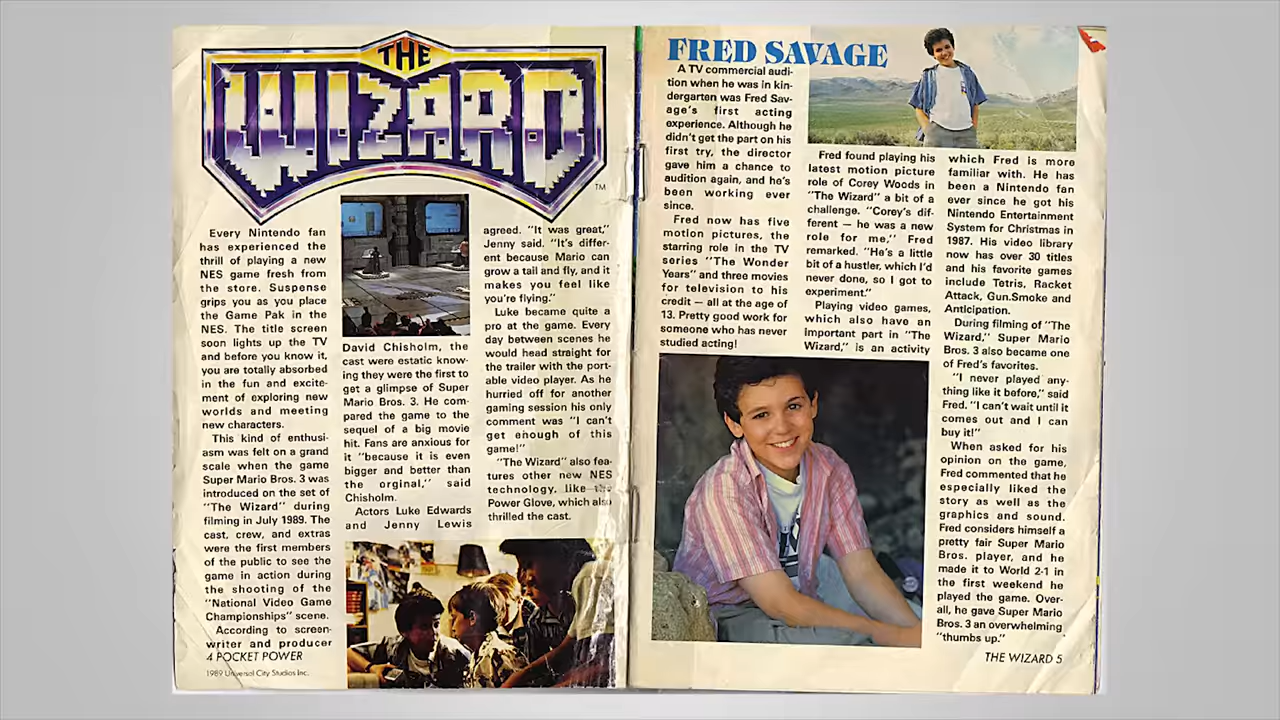 THE
WIZARD
TM
Every Nintendo fan
has experienced the
thrill of playing a new
NES game fresh from
the store. Suspense
grips you as you place
the Game Pak in the
NES. The title screen
soon lights up the TV
and before you know it,
you are totally absorbed
in the fun and excite-
ment of exploring new
worlds and meeting
new characters.
This kind of enthusi-
asm was felt on a grand
scale when the game
Super Mario Bros. 3 was
introduced on the set of
"The Wizard" during
filming in July 1989. The
cast, crew, and extras
were the first members
of the public to see the
game in action during
the shooting of the
"National Video Game
Championships" scene.
According to screen-
writer and producer
David Chisholm, the
cast were estatic know-
ing they were the first to
get a glimpse of Super
Mario Bros. 3. He com-
pared the game to the
sequel of a big movie
hit. Fans are anxious for
it "because it is even
bigger and better than
the orginal," said
Chisholm.
Actors Luke Edwards
and Jenny Lewis
agreed. "It was great,"
Jenny said. "It's differ-
ent because Mario can
grow a tail and fly, and it
makes you feel like
you're flying."
Luke became quite a
pro at the game. Every
day between scenes he
would head straight for
the trailer with the port-
able video player. As he
hurried off for another
gaming session his only
comment was "I can't
get enough of this
game!"
"The Wizard" also fea-
tures other new NES
technology, like the
Power Glove, which also
thrilled the cast.
4 POCKET POWER
1989 Universal City Studios Inc.
FRED SAVAGE
A TV commercial audi-
tion when he was in kin-
dergarten was Fred Sav-
age's first acting
experience. Although he
didn't get the part on his
first try, the director
gave him a chance to
audition again, and he's
been working ever
since.
Fred now has five
motion pictures, the
starring role in the TV
series "The Wonder
Years" and three movies
for television to his
credit — all at the age of
13. Pretty good work for
someone who has never
studied acting!
Fred found playing his
latest motion picture
role of Corey Woods in
"The Wizard" a bit of a
challenge. "Corey's dif-
ferent — he was a new
role for me," Fred
remarked. "He's a little
bit of a hustler, which I'd
never done, so I got to
experiment."
Playing video games,
which also have an
important part in "The
Wizard," is an activity
which Fred is more
familiar with. He has
been a Nintendo fan
ever since he got his
Nintendo Entertainment
System for Christmas in
1987. His video library
now has over 30 titles
and his favorite games
include Tetris, Racket
Attack, Gun.Smoke and
Anticipation.
During filming of "The
Wizard," Super Mario
Bros. 3 also became one
of Fred's favorites.
"I never played any-
thing like it before," said
Fred. "I can't wait until it
comes out and I can
buy it!"
When asked for his
opinion on the game,
Fred commented that he
especially liked the
story as well as the
graphics and sound.
Fred considers himself a
pretty fair Super Mario
Bros. player, and he
made it to World 2-1 in
the first weekend he
played the game. Over-
all, he gave Super Mario
Bros. 3 an overwhelming
"thumbs up."
THE WIZARD 5